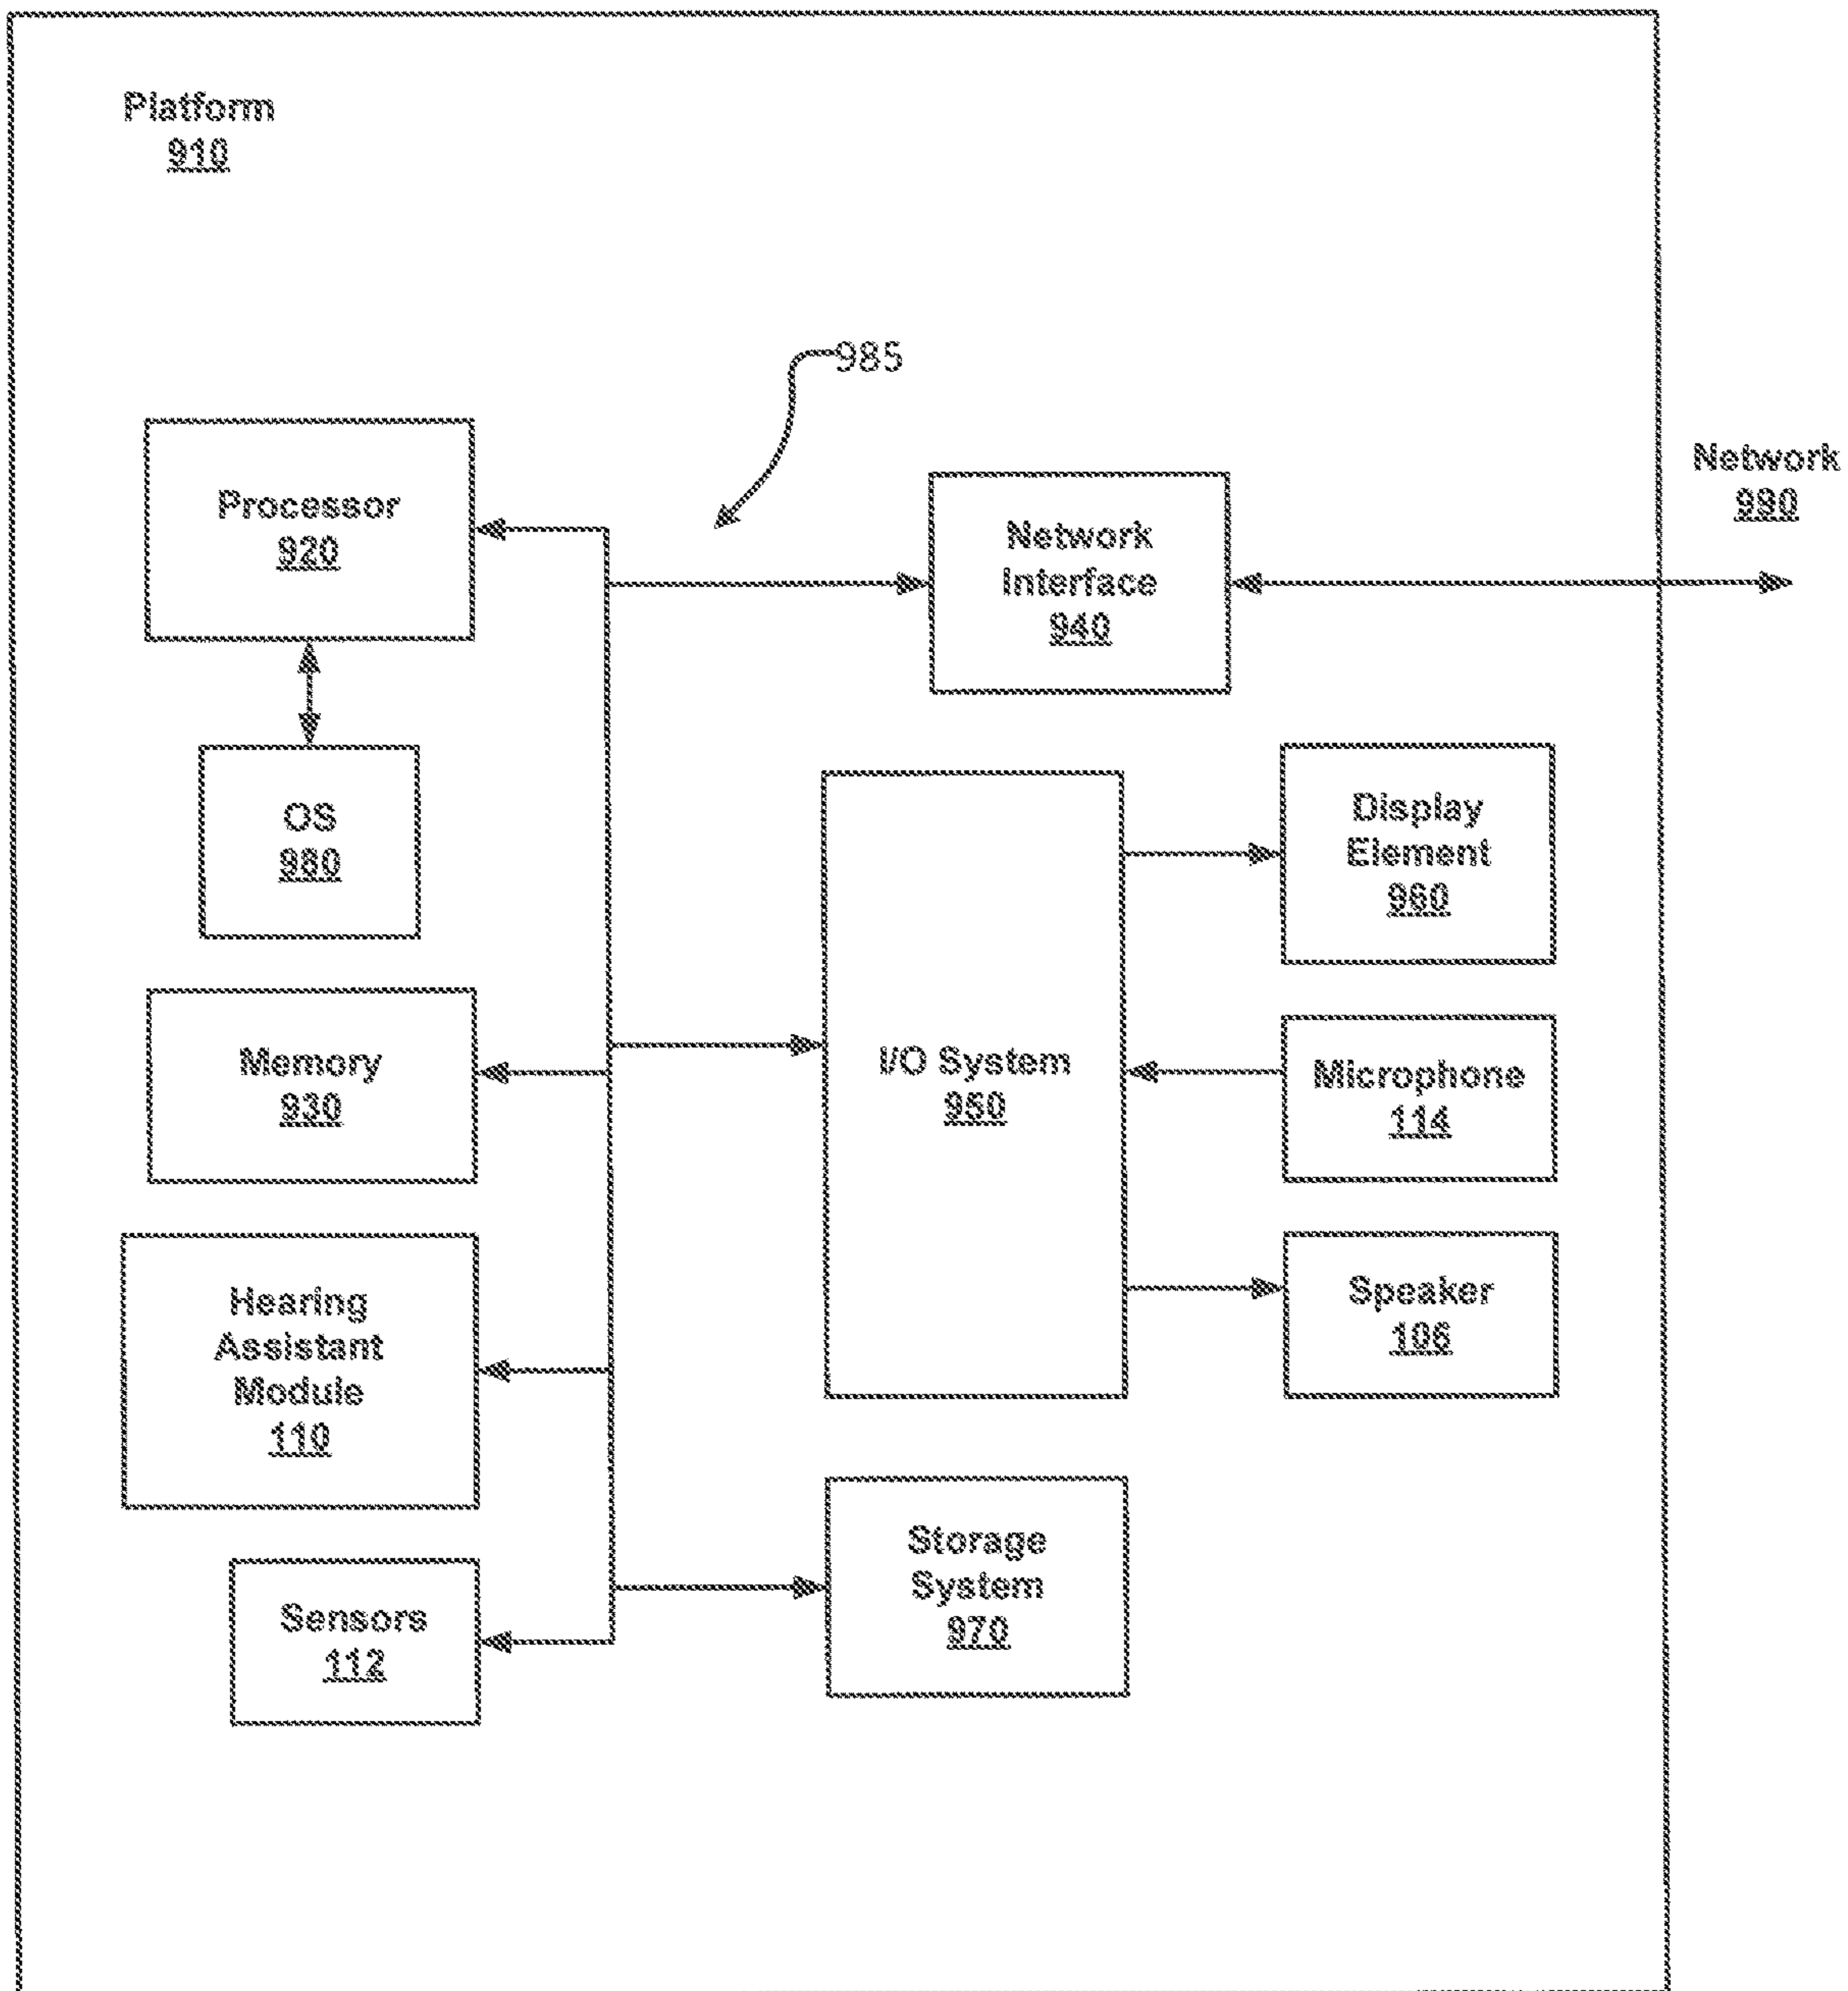 Platform
910
985
Processor
920
Network
Interface
940
Network
990
OS
980
Display
Element
960
Memory
930
I/O System
950
Microphone
114
Hearing
Assistant
Module
110
Speaker
106
Storage
System
970
Sensors
112